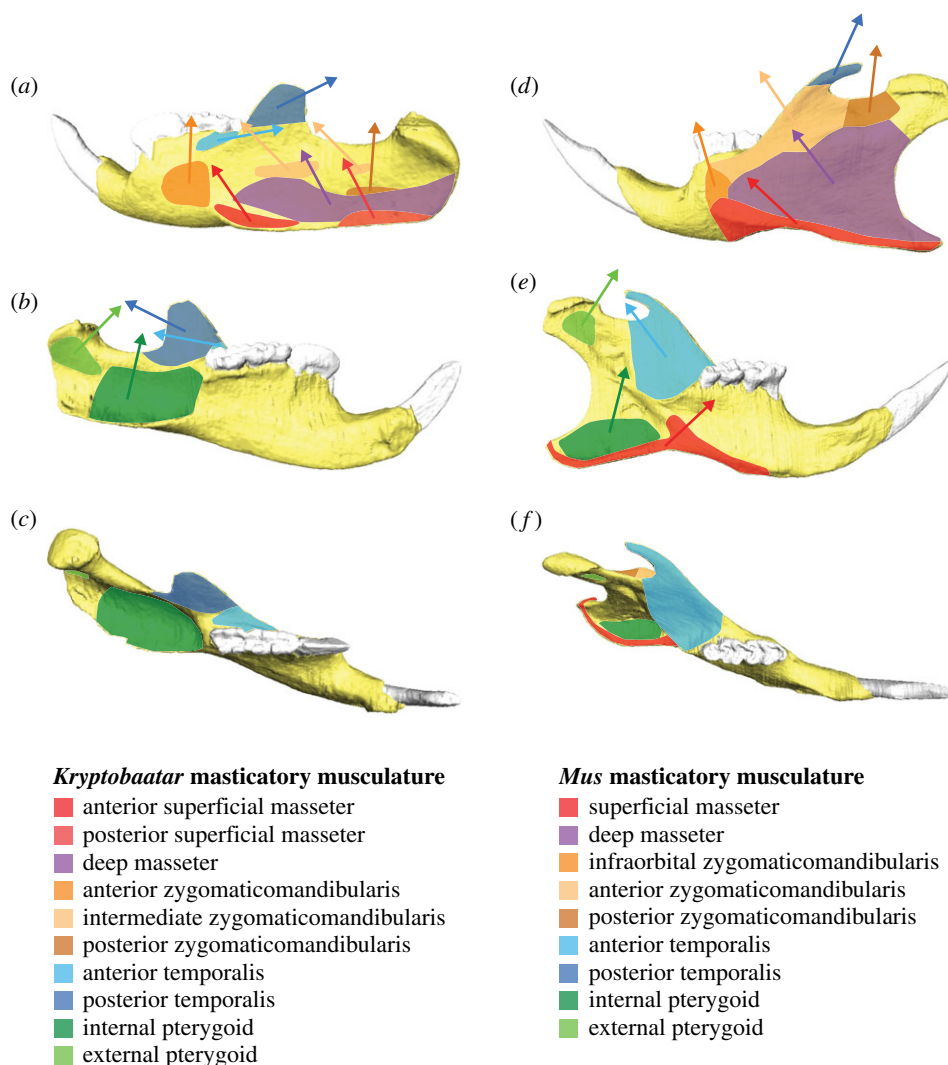 (a)
(d)
(b)
(e)
(c)
(f)
Kryptobaatar masticatory musculature
anterior superficial masseter
posterior superficial masseter
deep masseter
anterior zygomaticomandibularis
intermediate zygomaticomandibularis
posterior zygomaticomandibularis
anterior temporalis
posterior temporalis
internal pterygoid
external pterygoid
Mus masticatory musculature
superficial masseter
deep masseter
infraorbital zygomaticomandibularis
anterior zygomaticomandibularis
posterior zygomaticomandibularis
anterior temporalis
posterior temporalis
internal pterygoid
external pterygoid